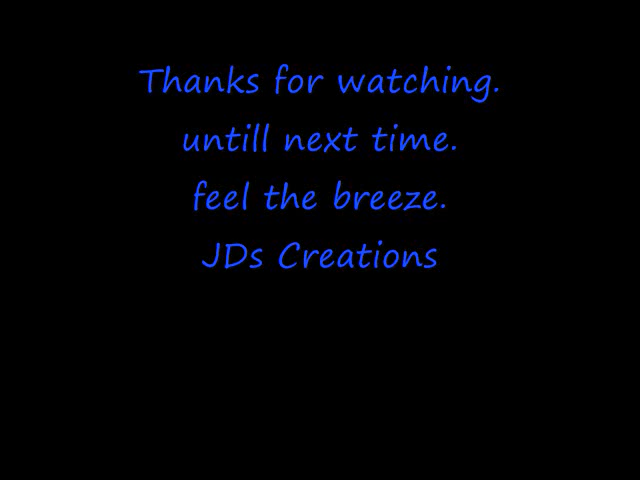 Thanks for watching.
untill next time.
feel the breeze.
JDs Creations